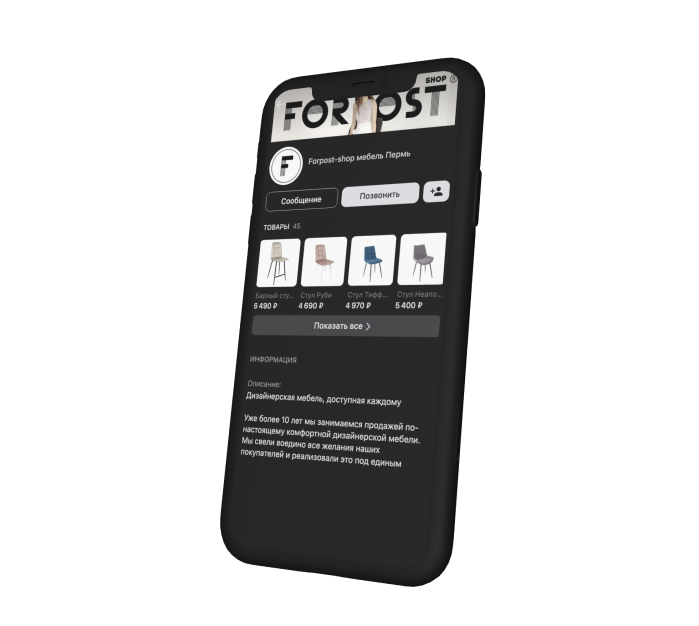 SHOP ®
FORPOST
F
Forpost-shop мебель Пермь
Сообщение
Позвонить
ТОВАРЫ 45
Барный сту... Стул Руби Стул Тифф... Стул Неапо...
6 490 ₽ 4 690 ₽ 4 970 ₽ 5 400 ₽
Показать все
ИНФОРМАЦИЯ
Описание:
Дизайнерская мебель, доступная каждому
Уже более 10 лет мы занимаемся продажей по-
настоящему комфортной дизайнерской мебели.
Мы свели воедино все желания наших
покупателей и реализовали это под единым